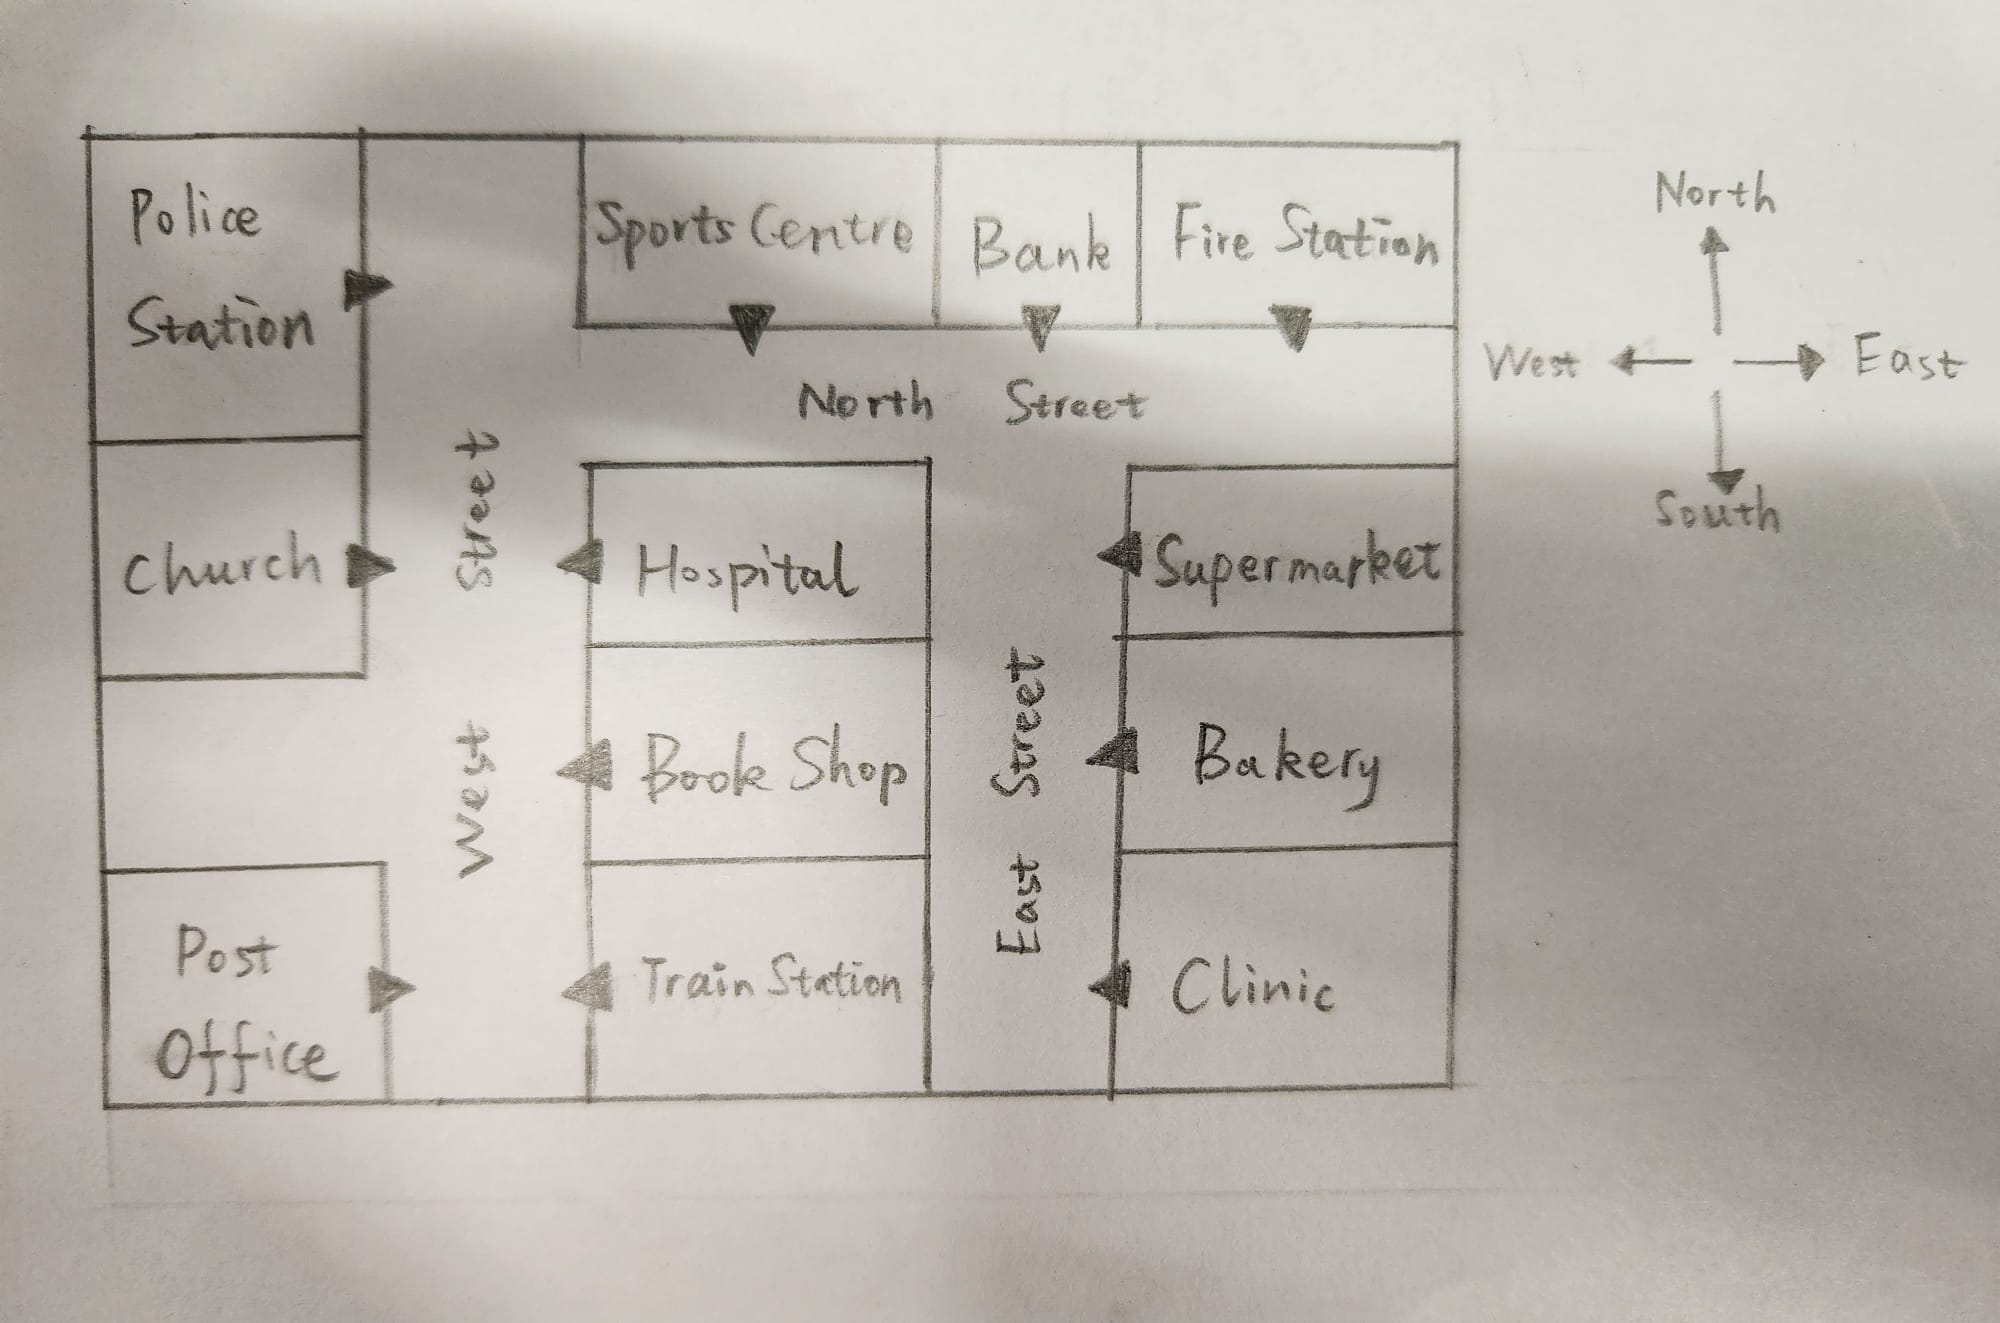 Police
Station
Sports Centre
Bank
Fire Station
North
West
East
South
North Street
Church
West Street
Hospital
Supermarket
Book Shop
East Street
Bakery
Post
Office
Train Station
Clinic